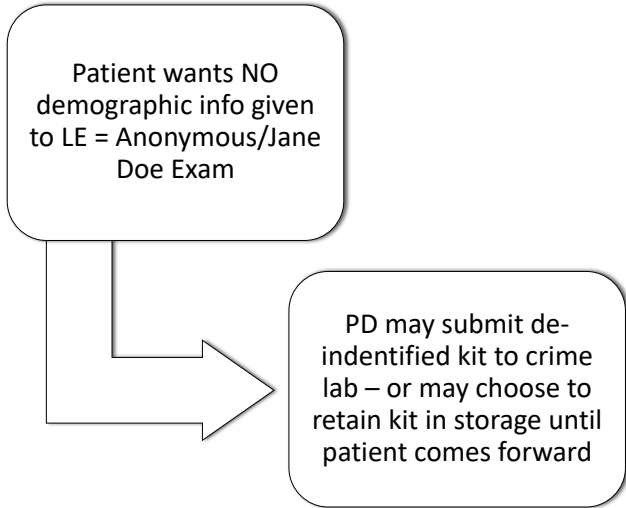 Patient wants NO
demographic info given
to LE = Anonymous/Jane
Doe Exam
PD may submit de-
indentified kit to crime
lab – or may choose to
retain kit in storage until
patient comes forward